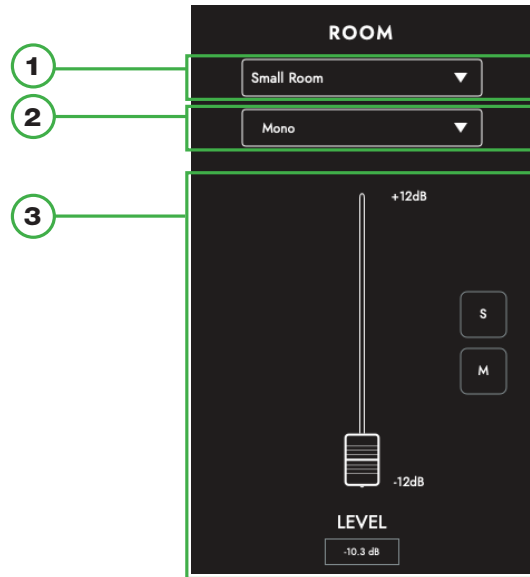 ROOM
1
Small Room
2
Mono
3
+12dB
S
M
-12dB
LEVEL
-10.3 dB